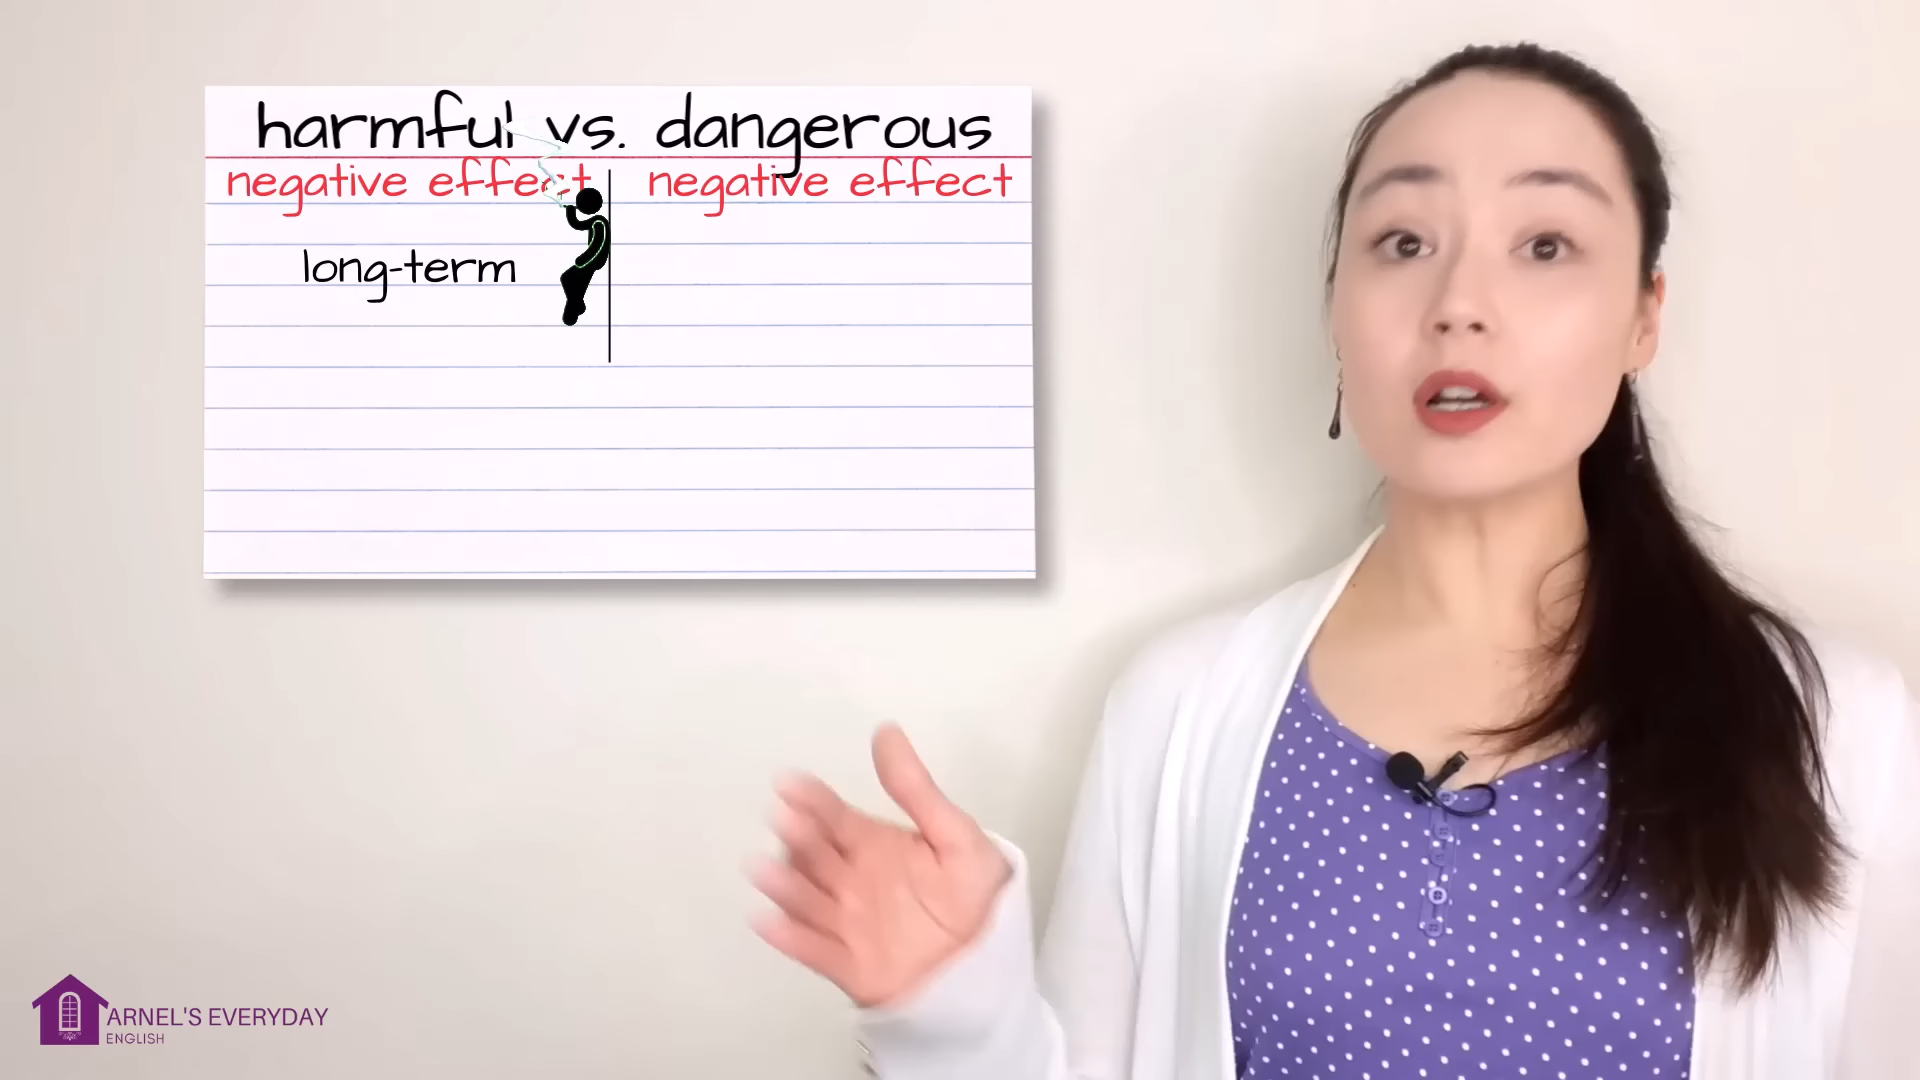 harmful vs. dangerous
negative effect negative effect
long-term
ARNEL'S EVERYDAY
ENGLISH